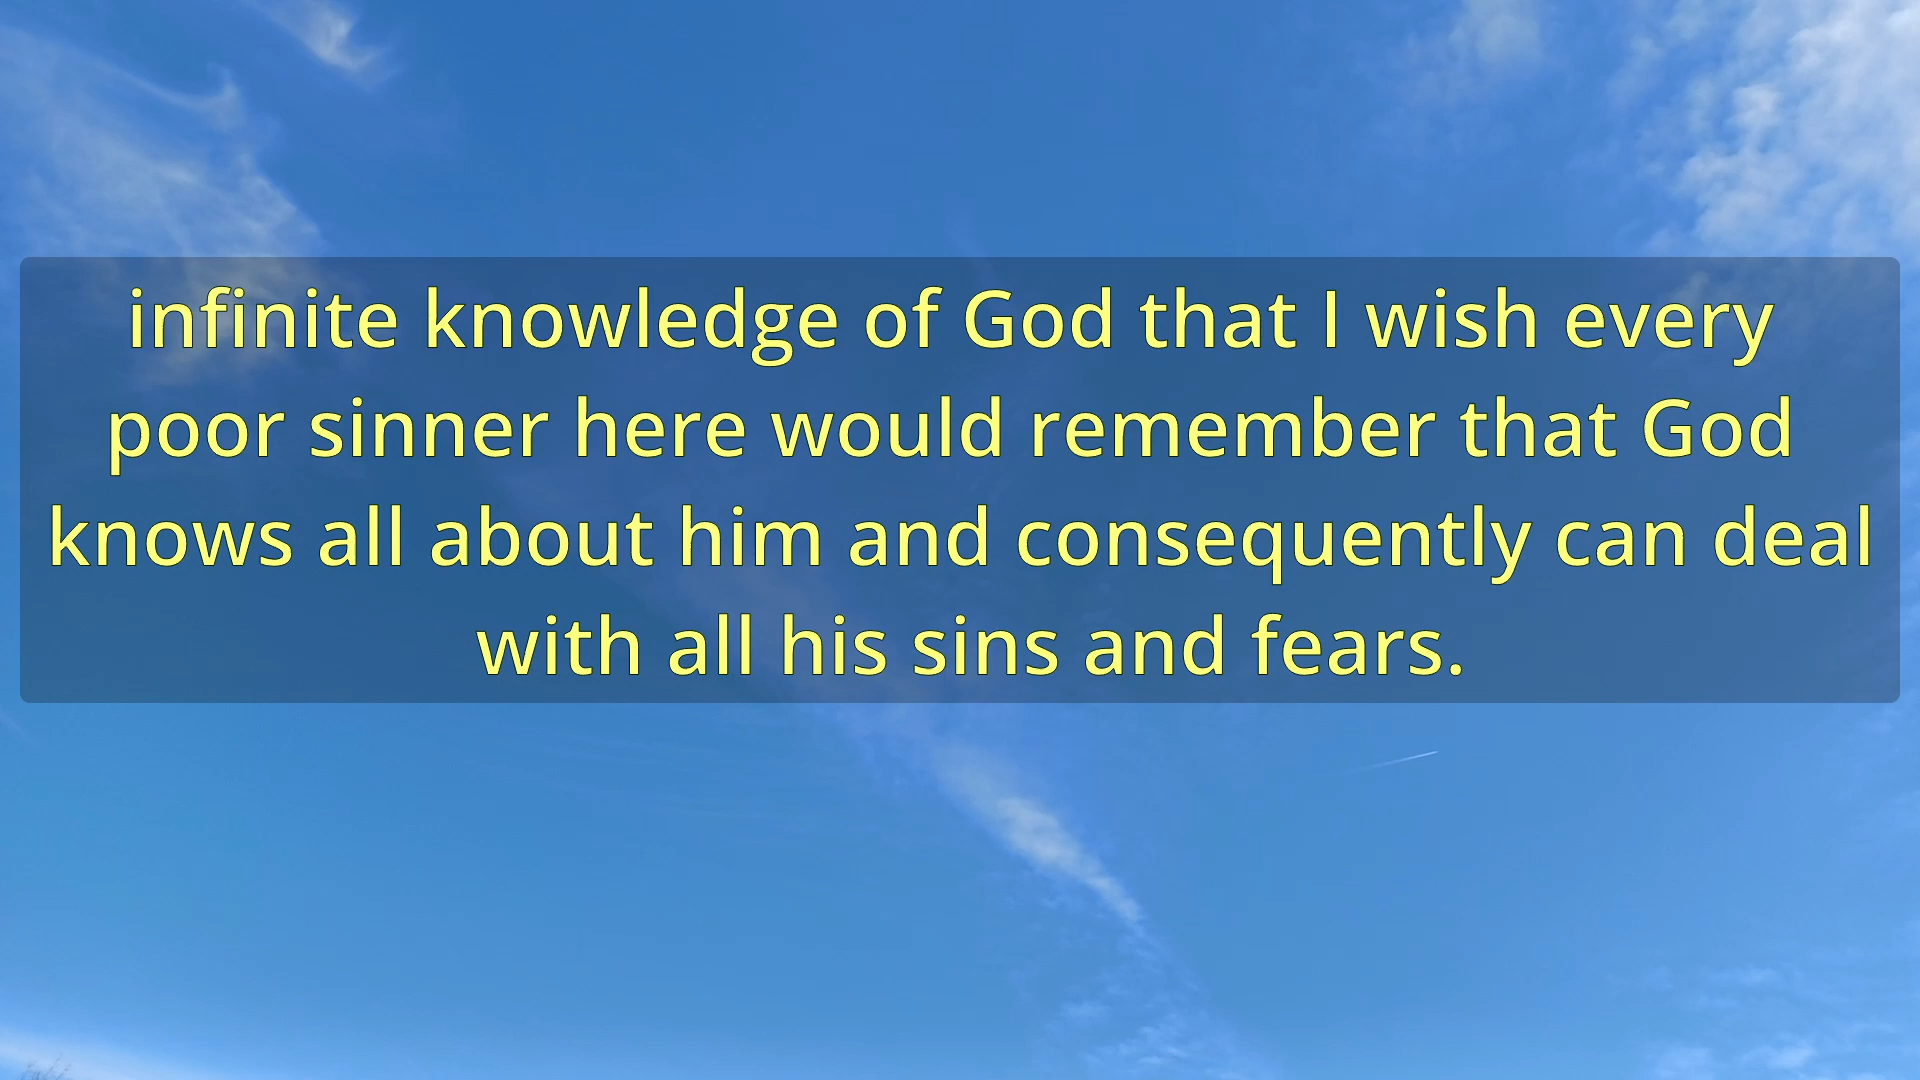 infinite knowledge of God that I wish every
poor sinner here would remember that God
knows all about him and consequently can deal
with all his sins and fears.